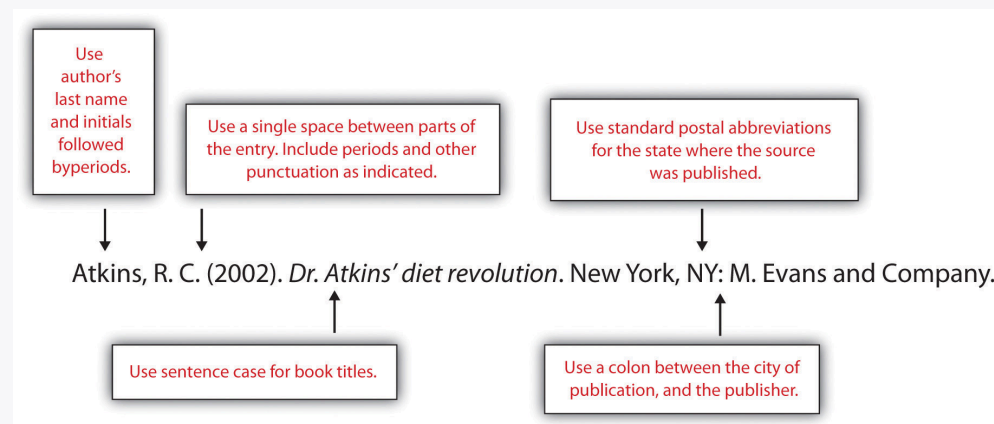 Use
author's
last name
and initials
followed
byperiods.
Use a single space between parts of
the entry. Include periods and other
punctuation as indicated.
Use standard postal abbreviations
for the state where the source
was published.
Atkins, R. C. (2002). Dr. Atkins’ diet revolution. New York, NY: M. Evans and Company.
Use sentence case for book titles.
Use a colon between the city of
publication, and the publisher.